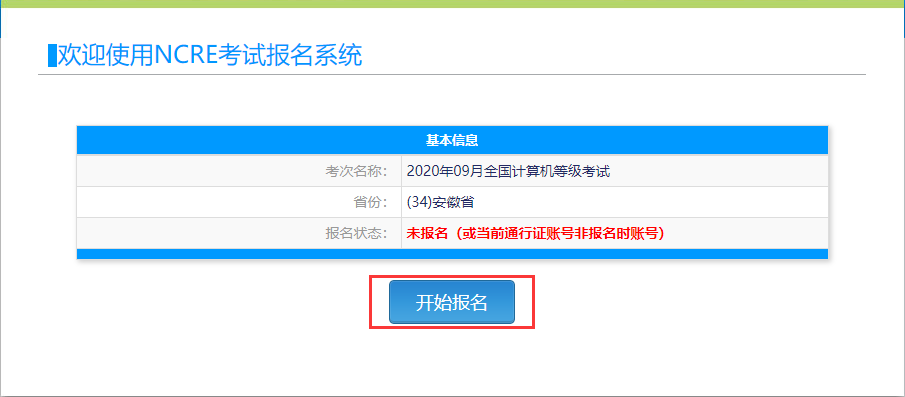 欢迎使用NCRE考试报名系统
基本信息
考次名称： 2020年09月全国计算机等级考试
省份： (34)安徽省
报名状态： 未报名（或当前通行证账号非报名时账号）
开始报名